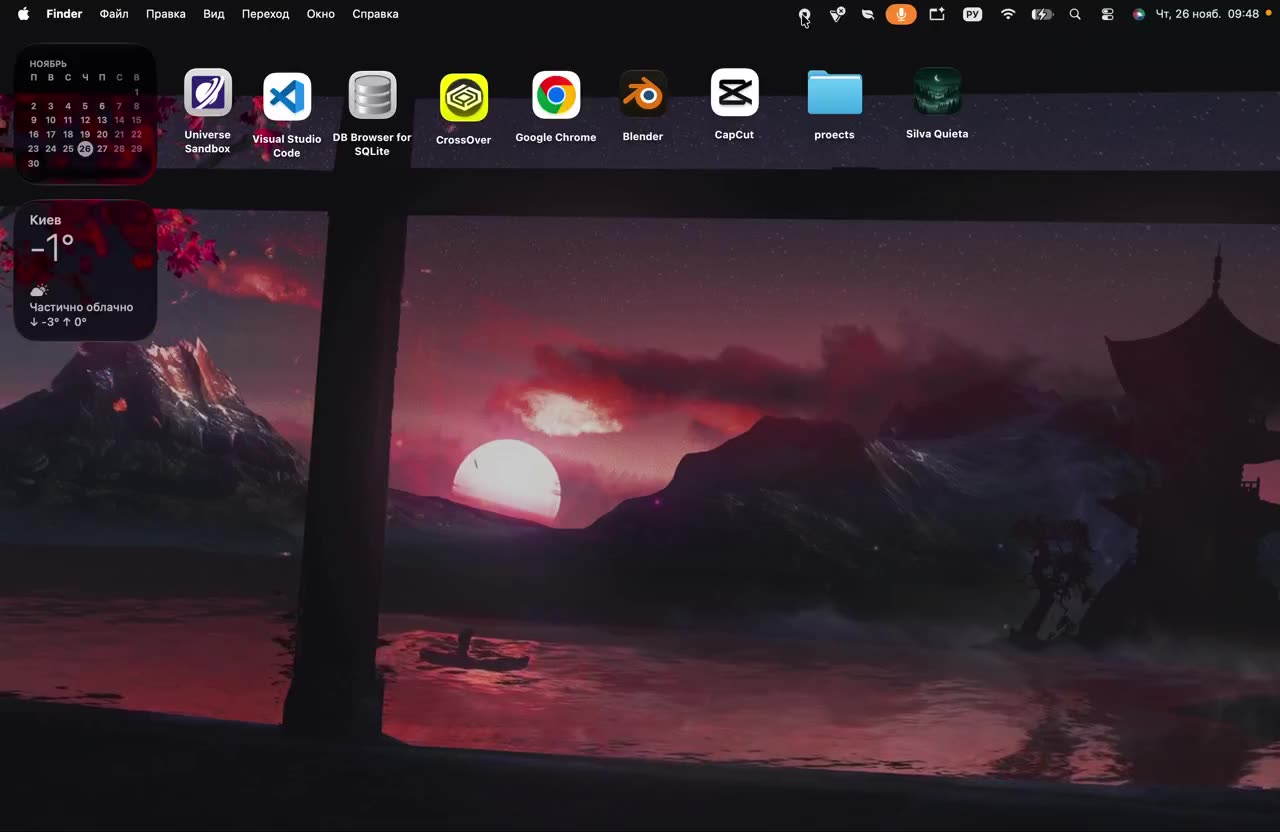 Finder Файл Правка Вид Переход Окно Справка РУ Чт, 26 нояб. 09:48
НОЯБРЬ
П В С Ч П С В
1
2 3 4 5 6 7 8
9 10 11 12 13 14 15
16 17 18 19 20 21 22
23 24 25 26 27 28 29
30
Universe
Sandbox
Visual Studio
Code
DB Browser for
SQLite
CrossOver
Google Chrome
Blender
CapCut
proects
Silva Quieta
Киев
−1°
Частично облачно
↓ -3° ↑ 0°